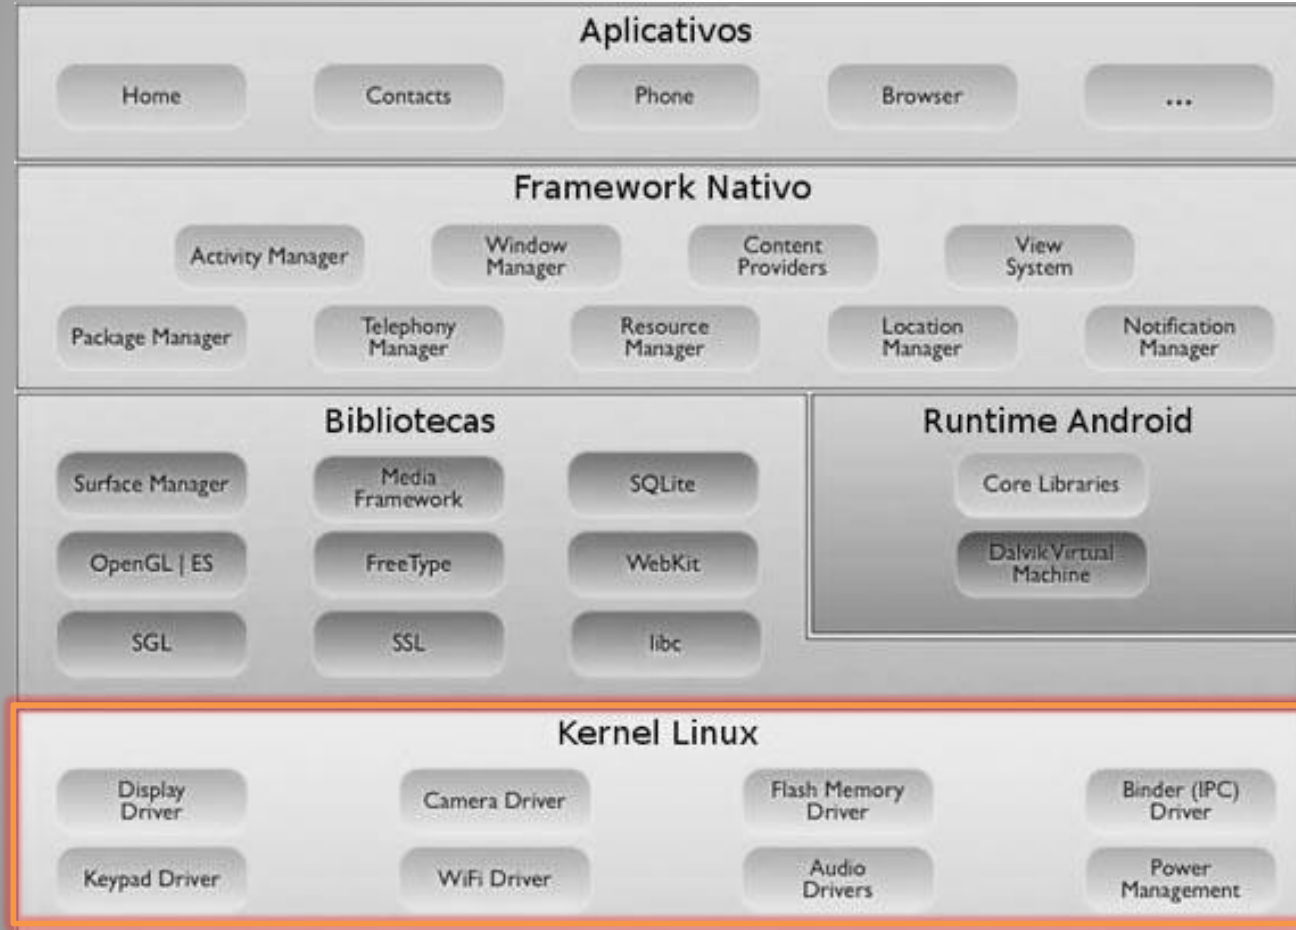 Aplicativos
Home
Contacts
Phone
Browser
...
Framework Nativo
Activity Manager
Window
Manager
Content
Providers
View
System
Package Manager
Telephony
Manager
Resource
Manager
Location
Manager
Notification
Manager
Bibliotecas
Surface Manager
Media
Framework
SQLite
OpenGL | ES
FreeType
WebKit
SGL
SSL
libc
Runtime Android
Core Libraries
Dalvik Virtual
Machine
Kernel Linux
Display
Driver
Camera Driver
Flash Memory
Driver
Binder (IPC)
Driver
Keypad Driver
WiFi Driver
Audio
Drivers
Power
Management